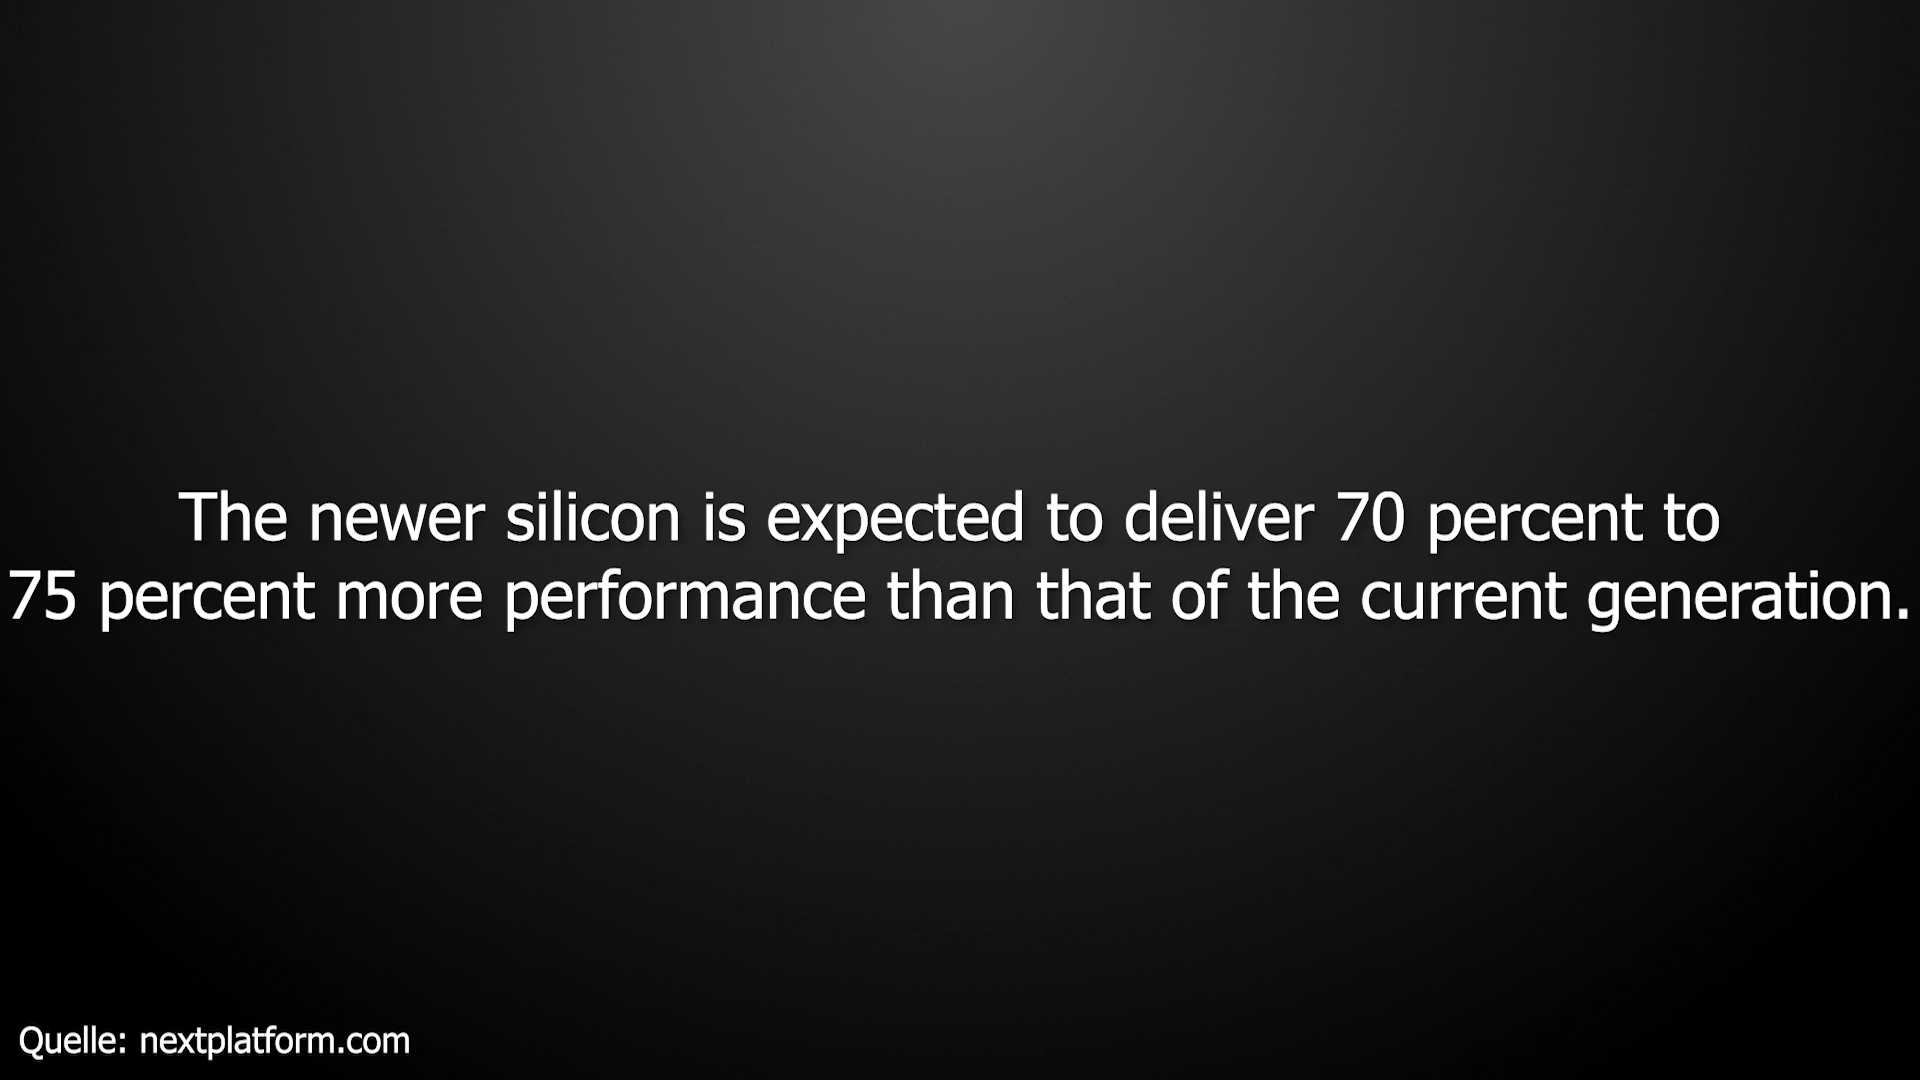 The newer silicon is expected to deliver 70 percent to
75 percent more performance than that of the current generation.
Quelle: nextplatform.com